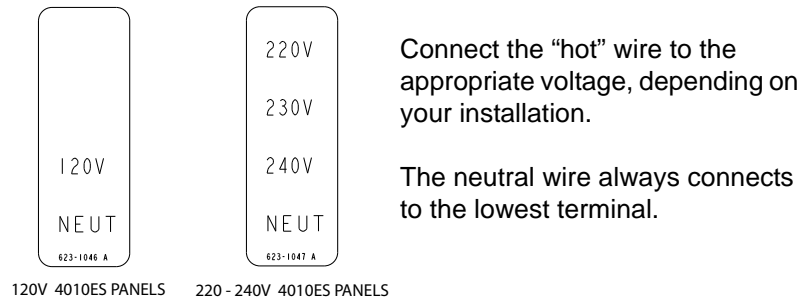 120V
NEUT
623-1046 A
120V 4010ES PANELS
220V
230V
240V
NEUT
623-1047 A
220 - 240V 4010ES PANELS
Connect the “hot” wire to the
appropriate voltage, depending on
your installation.
The neutral wire always connects
to the lowest terminal.